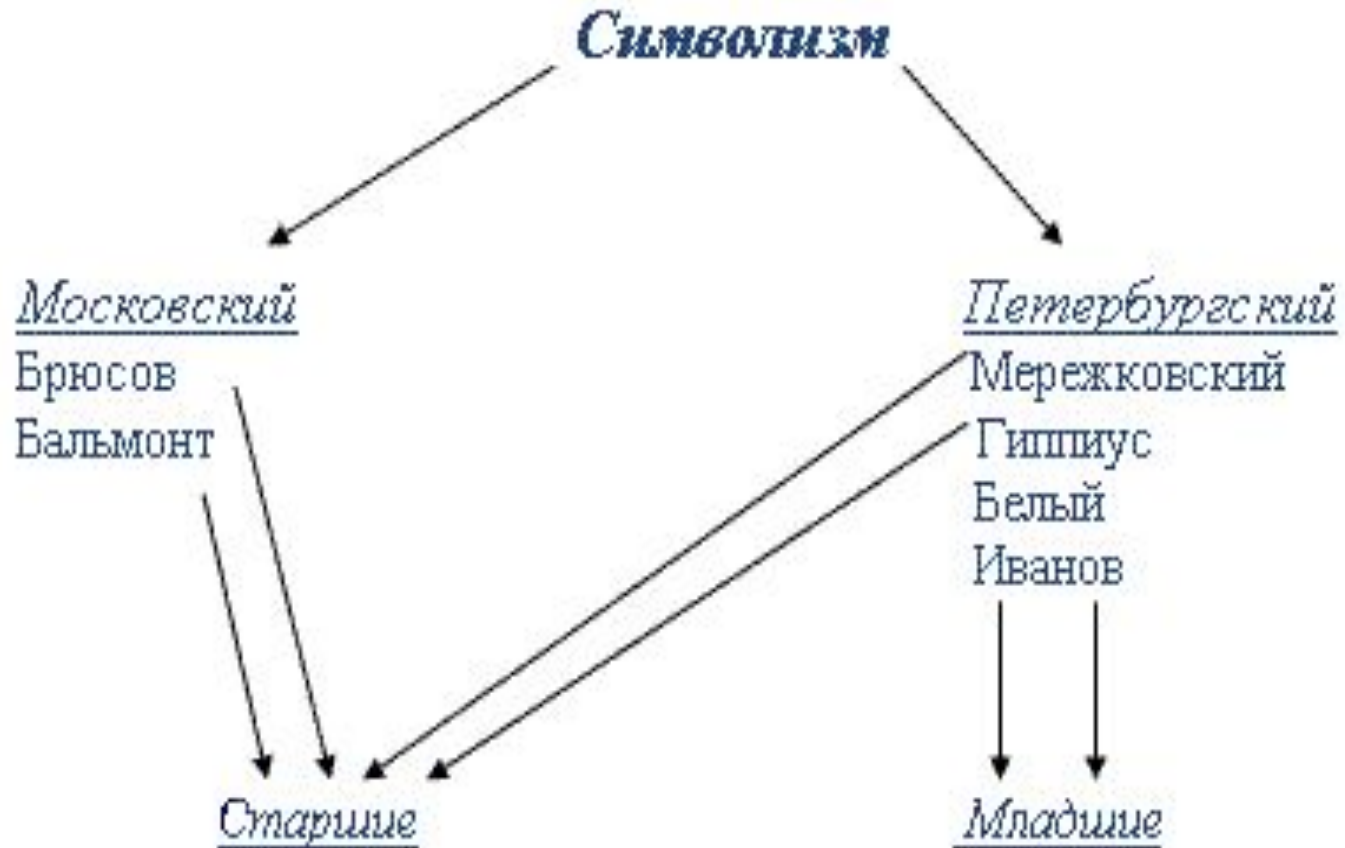 Символизм
Московский
Брюсов
Бальмонт
Петербургский
Мережковский
Гиппиус
Белый
Иванов
Старшие
Младшие